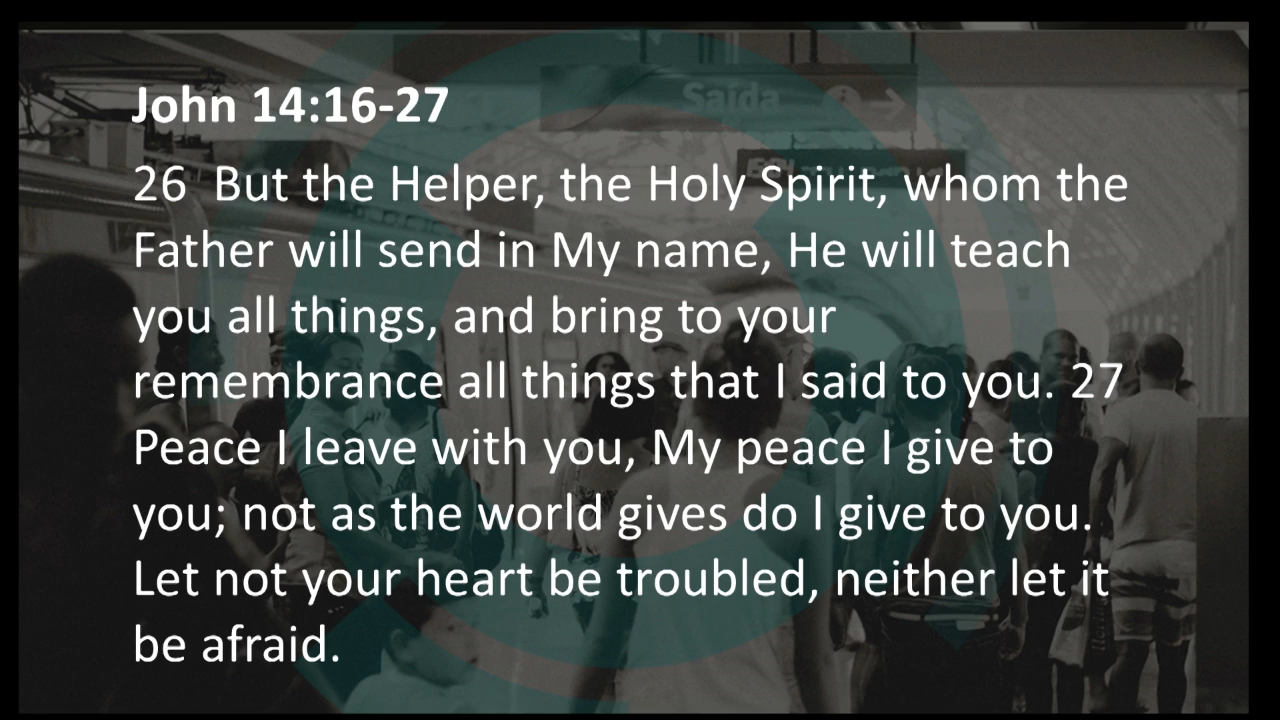 Saída
John 14:16-27
26 But the Helper, the Holy Spirit, whom the
Father will send in My name, He will teach
you all things, and bring to your
remembrance all things that I said to you. 27
Peace I leave with you, My peace I give to
you; not as the world gives do I give to you.
Let not your heart be troubled, neither let it
be afraid.